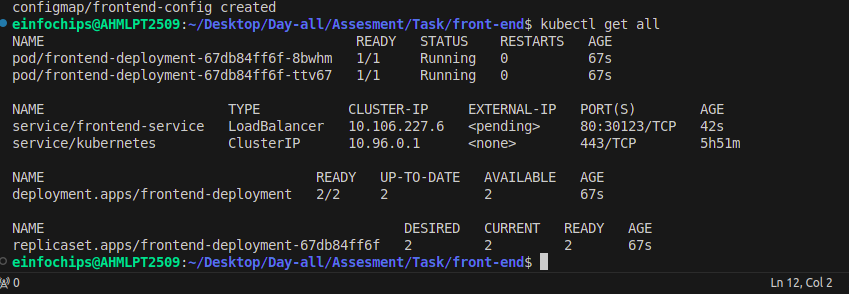 configmap/frontend-config created
einfochips@AHMLPT2509:~/Desktop/Day-all/Assesment/Task/front-end$ kubectl get all
NAME READY STATUS RESTARTS AGE
pod/frontend-deployment-67db84ff6f-8bwhm 1/1 Running 0 67s
pod/frontend-deployment-67db84ff6f-ttv67 1/1 Running 0 67s
NAME TYPE CLUSTER-IP EXTERNAL-IP PORT(S) AGE
service/frontend-service LoadBalancer 10.106.227.6 <pending> 80:30123/TCP 42s
service/kubernetes ClusterIP 10.96.0.1 <none> 443/TCP 5h51m
NAME READY UP-TO-DATE AVAILABLE AGE
deployment.apps/frontend-deployment 2/2 2 2 67s
NAME DESIRED CURRENT READY AGE
replicaset.apps/frontend-deployment-67db84ff6f 2 2 2 67s
einfochips@AHMLPT2509:~/Desktop/Day-all/Assesment/Task/front-end$
0 Ln 12, Col 2